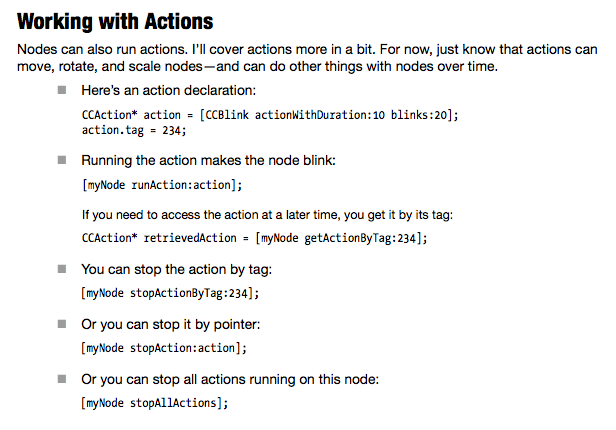 Working with Actions
Nodes can also run actions. I'll cover actions more in a bit. For now, just know that actions can
move, rotate, and scale nodes—and can do other things with nodes over time.
■ Here's an action declaration:
CCAction* action = [CCBlink actionWithDuration:10 blinks:20];
action.tag = 234;
■ Running the action makes the node blink:
[myNode runAction:action];
If you need to access the action at a later time, you get it by its tag:
CCAction* retrievedAction = [myNode getActionByTag:234];
■ You can stop the action by tag:
[myNode stopActionByTag:234];
■ Or you can stop it by pointer:
[myNode stopAction:action];
■ Or you can stop all actions running on this node:
[myNode stopAllActions];